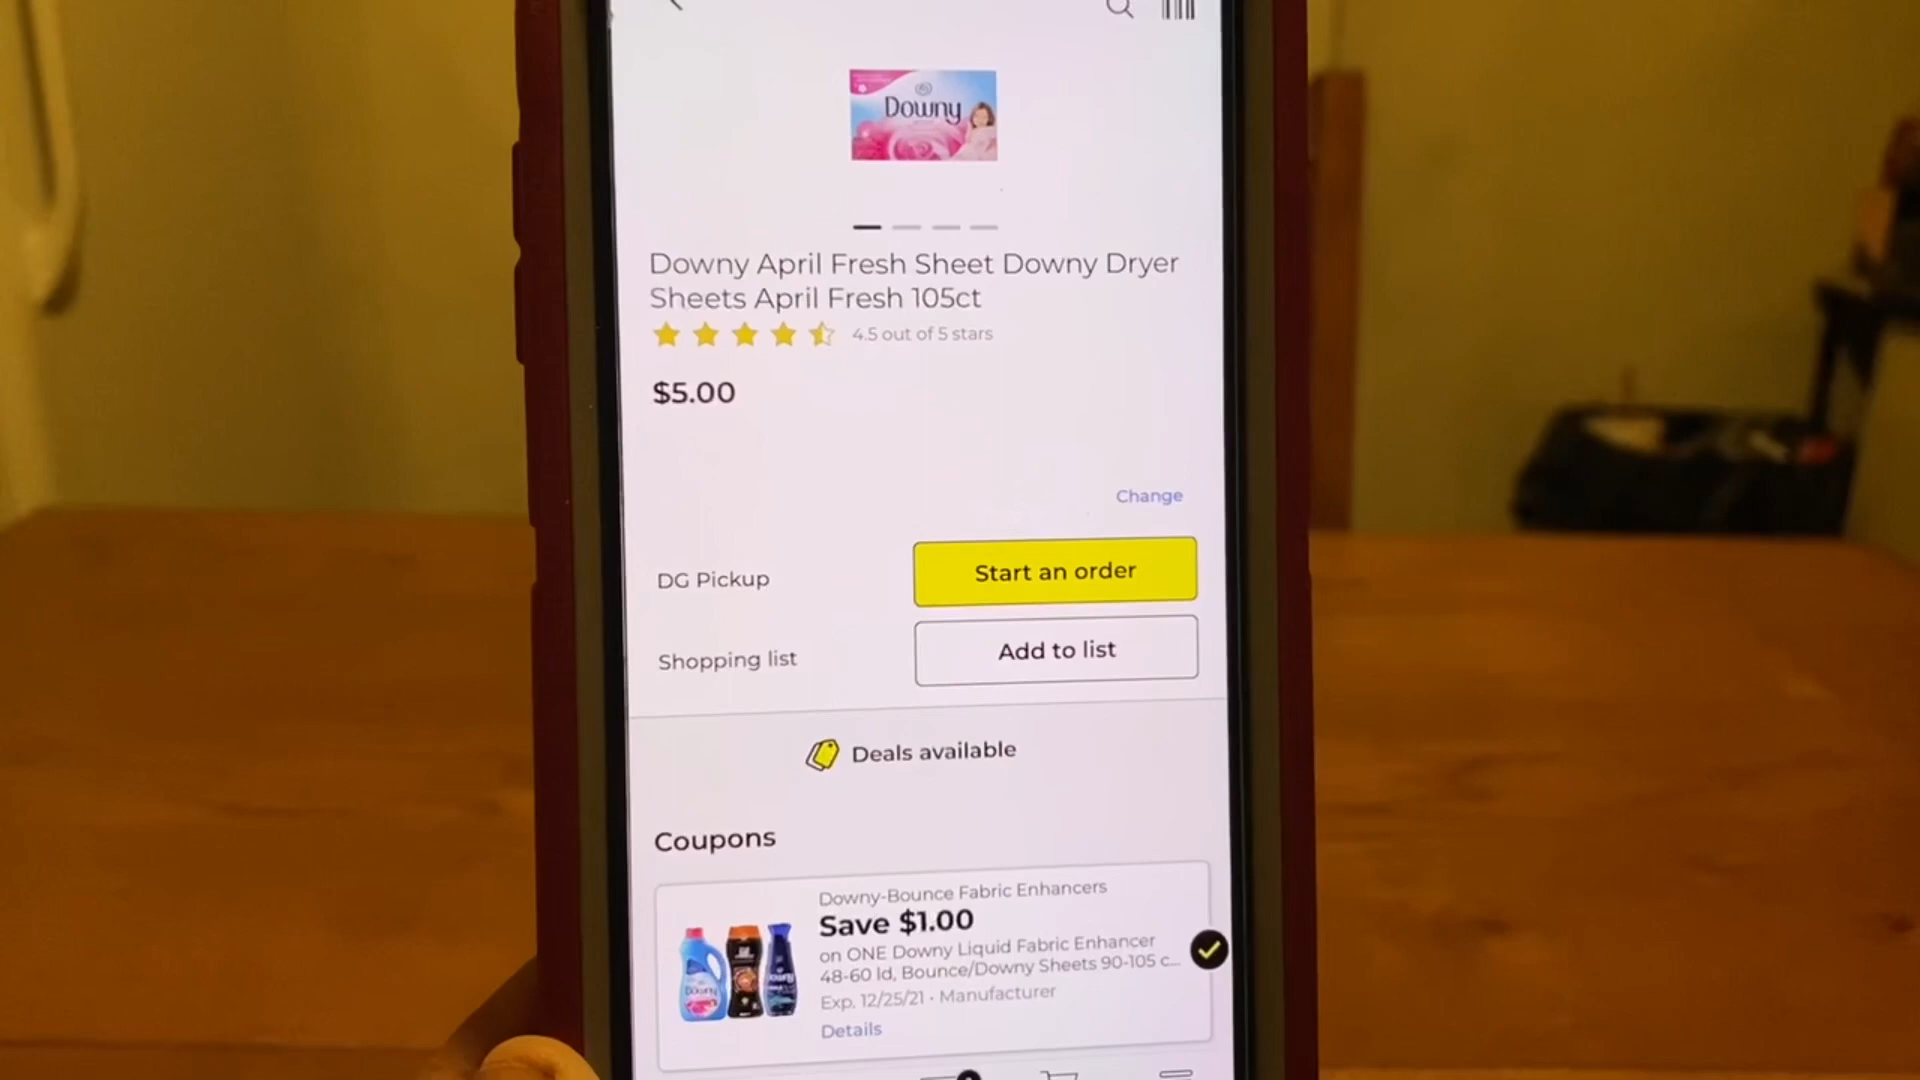 Downy
Downy April Fresh Sheet Downy Dryer
Sheets April Fresh 105ct
4.5 out of 5 stars
$5.00
Change
DG Pickup
Start an order
Shopping list
Add to list
Deals available
Coupons
Downy-Bounce Fabric Enhancers
Save $1.00
on ONE Downy Liquid Fabric Enhancer
48-60 ld, Bounce/Downy Sheets 90-105 c...
Exp. 12/25/21 • Manufacturer
Details